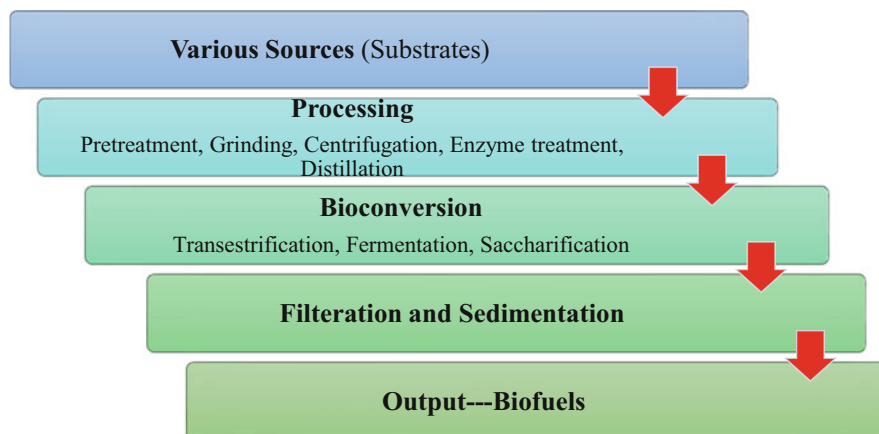 Various Sources (Substrates)
Processing
Pretreatment, Grinding, Centrifugation, Enzyme treatment,
Distillation
Bioconversion
Transestrification, Fermentation, Saccharification
Filteration and Sedimentation
Output---Biofuels